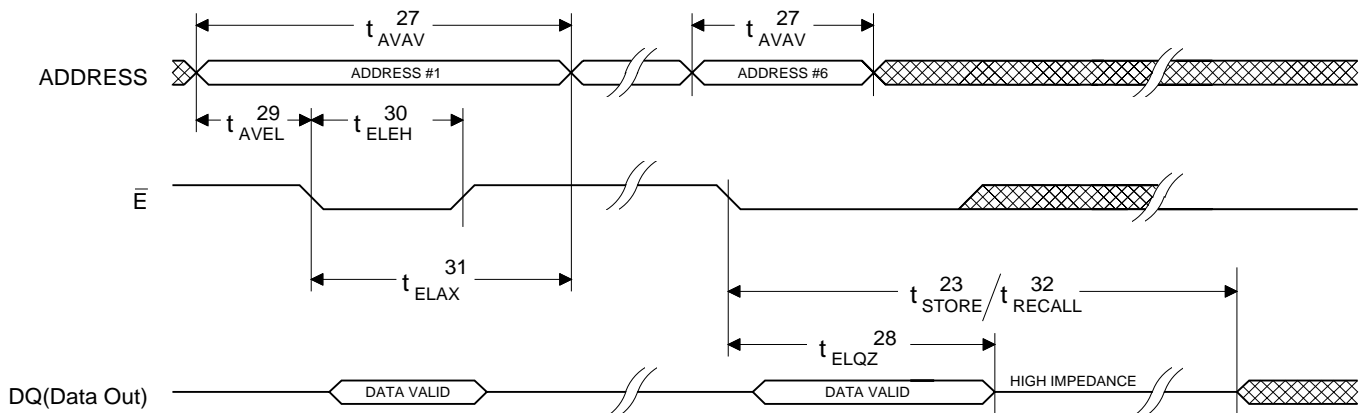 27
t AVAV
27
t AVAV
ADDRESS
ADDRESS #1
ADDRESS #6
29
t AVEL
30
t ELEH
E̅
31
t ELAX
23 32
t STORE / t RECALL
28
t ELQZ
DQ(Data Out)
DATA VALID
DATA VALID
HIGH IMPEDANCE